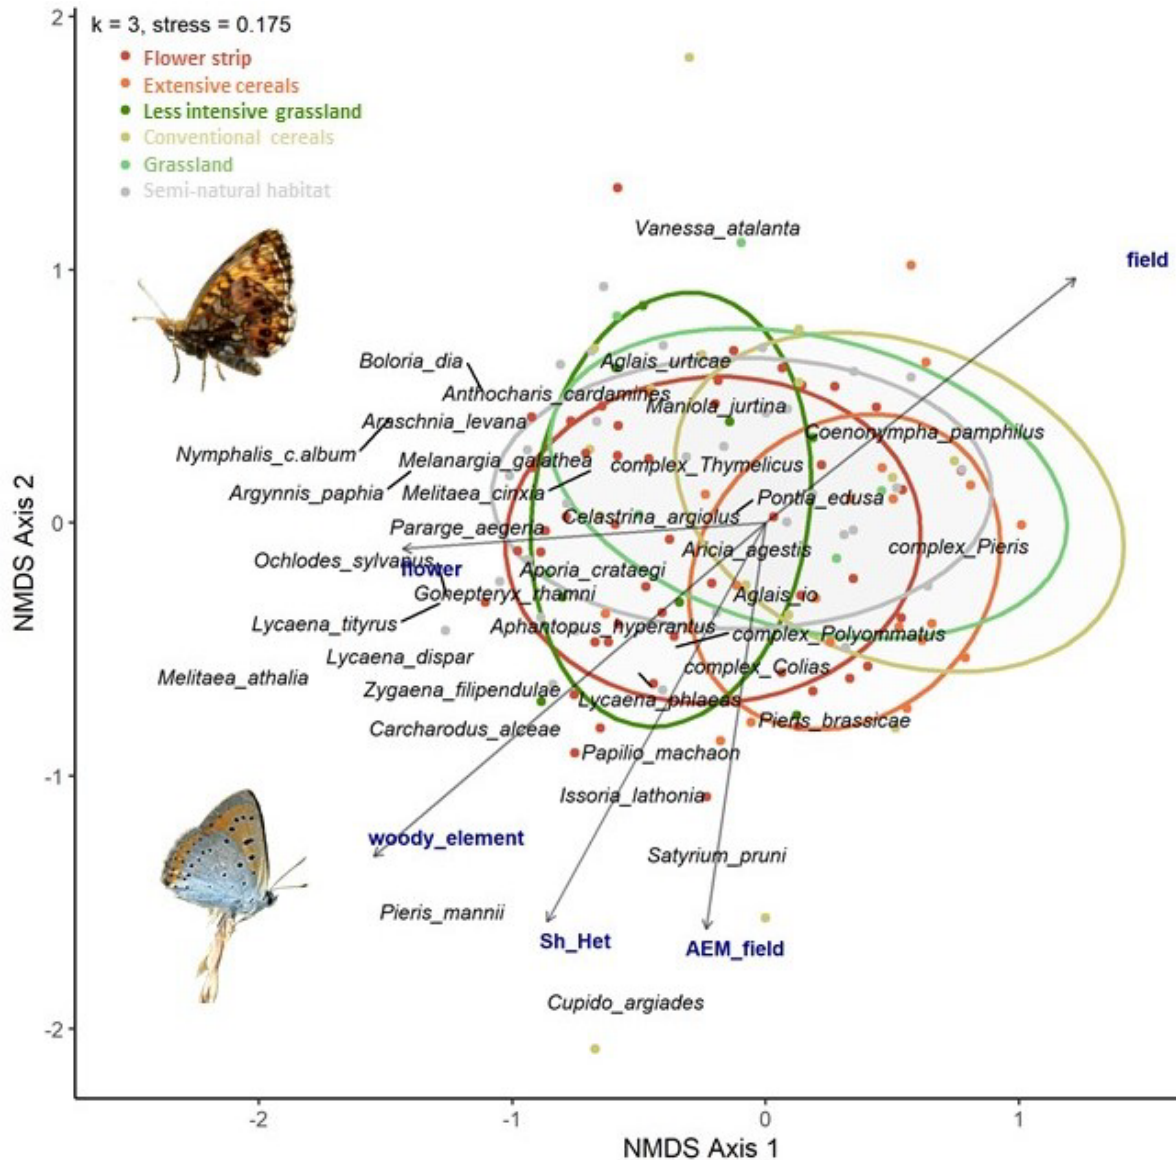 2
k = 3, stress = 0.175
Flower strip
Extensive cereals
Less intensive grassland
Conventional cereals
Grassland
Semi-natural habitat
Vanessa_atalanta
field
1
Boloria_dia
Aglais_urticae
Anthocharis_cardamines
Maniola_jurtina
Araschnia_levana
Coenonympha_pamphilus
Nymphalis_c.album
Melanargia_galathea
complex_Thymelicus
Argynnis_paphia
Melitaea_cinxia
Pontia_edusa
Celastrina_argiolus
0
Pararge_aegeria
Aricia_agestis
complex_Pieris
Ochlodes_sylvanus
flower
Aporia_crataegi
Gonepteryx_rhamni
Aglais_io
Lycaena_tityrus
Aphantopus_hyperantus
complex_Polyommatus
Lycaena_dispar
complex_Colias
Melitaea_athalia
Zygaena_filipendulae
Lycaena_phlaeas
Carcharodus_alceae
Pieris_brassicae
Papilio_machaon
-1
Issoria_lathonia
woody_element
Satyrium_pruni
Pieris_mannii
Sh_Het
AEM_field
Cupido_argiades
-2
NMDS Axis 2
-2 -1 0 1
NMDS Axis 1